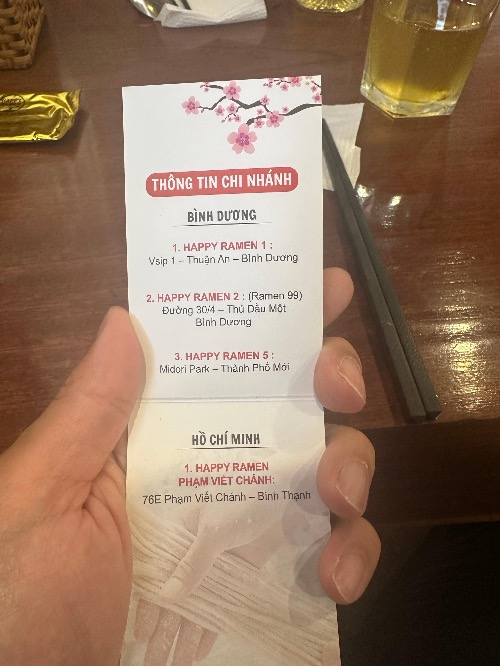 THÔNG TIN CHI NHÁNH
BÌNH DƯƠNG
1. HAPPY RAMEN 1 :
Vsip 1 – Thuận An – Bình Dương
2. HAPPY RAMEN 2 : (Ramen 99)
Đường 30/4 – Thủ Dầu Một
Bình Dương
3. HAPPY RAMEN 5 :
Midori Park – Thành Phố Mới
HỒ CHÍ MINH
1. HAPPY RAMEN
PHẠM VIẾT CHÁNH:
76E Phạm Viết Chánh – Bình Thạnh